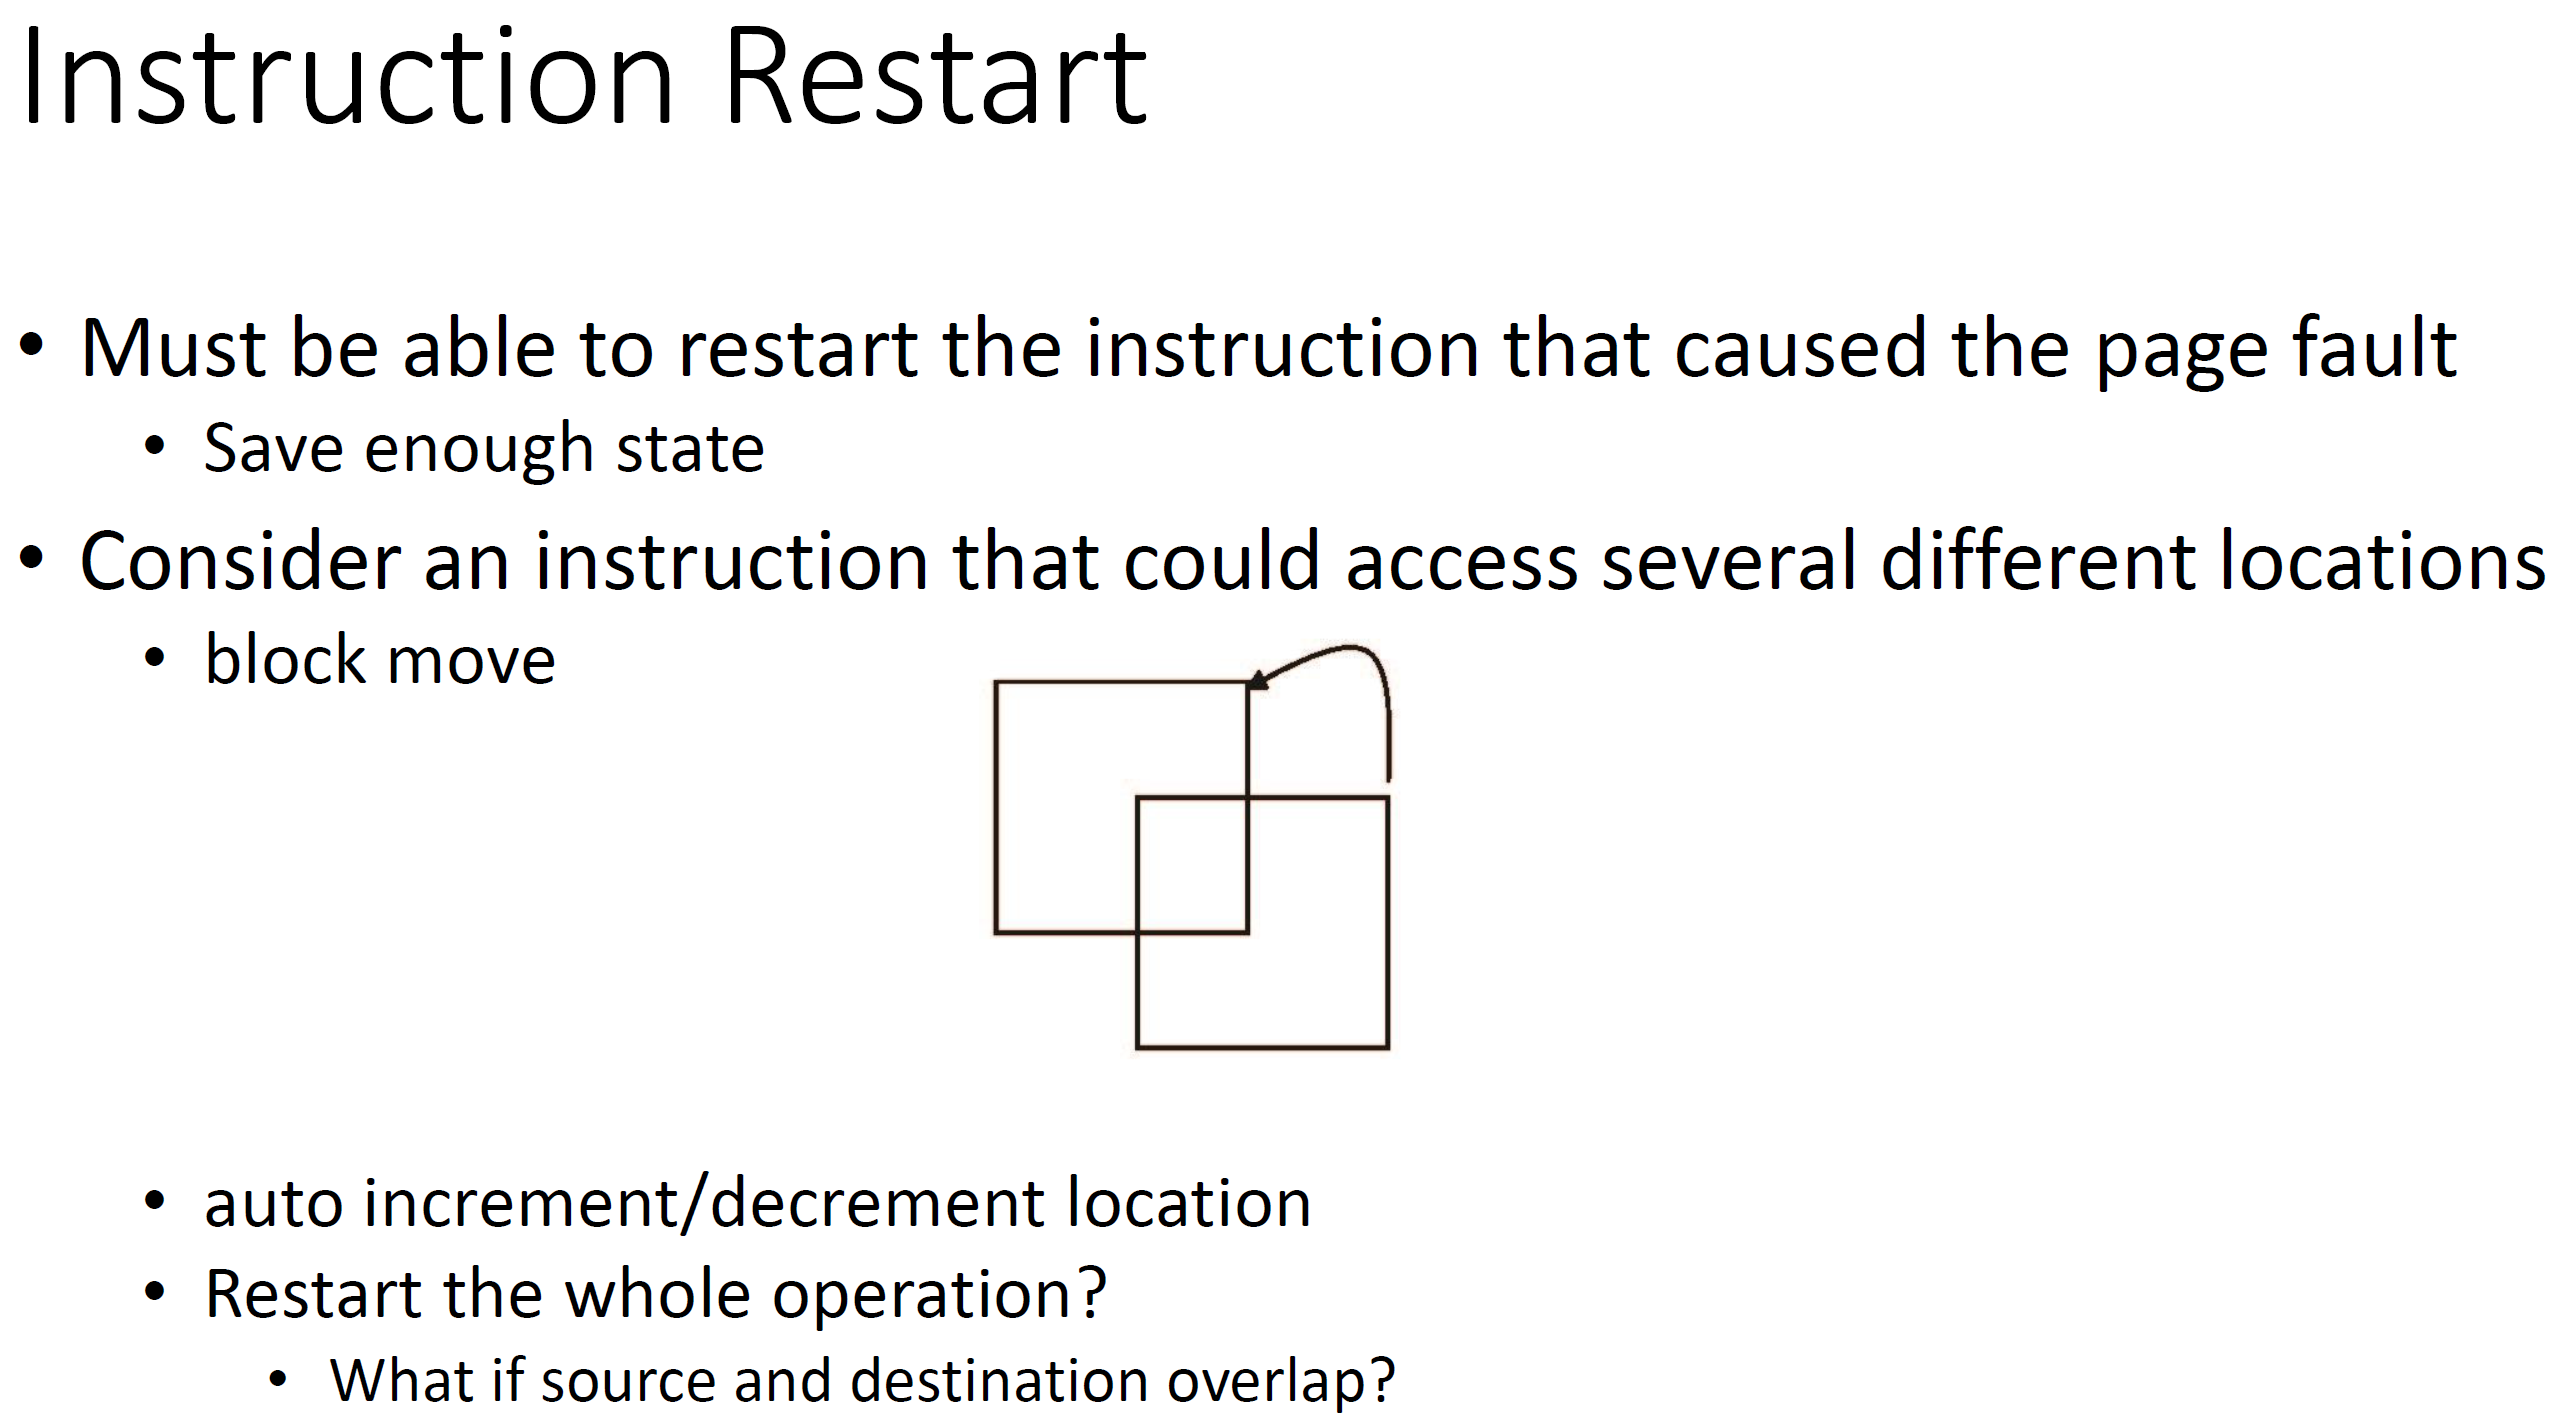 Instruction Restart
• Must be able to restart the instruction that caused the page fault
• Save enough state
• Consider an instruction that could access several different locations
• block move
• auto increment/decrement location
• Restart the whole operation?
• What if source and destination overlap?